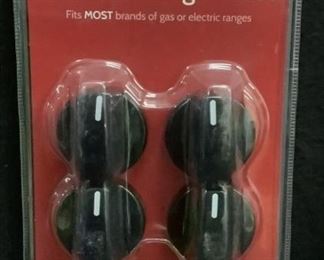 Fits MOST brands of gas or electric ranges